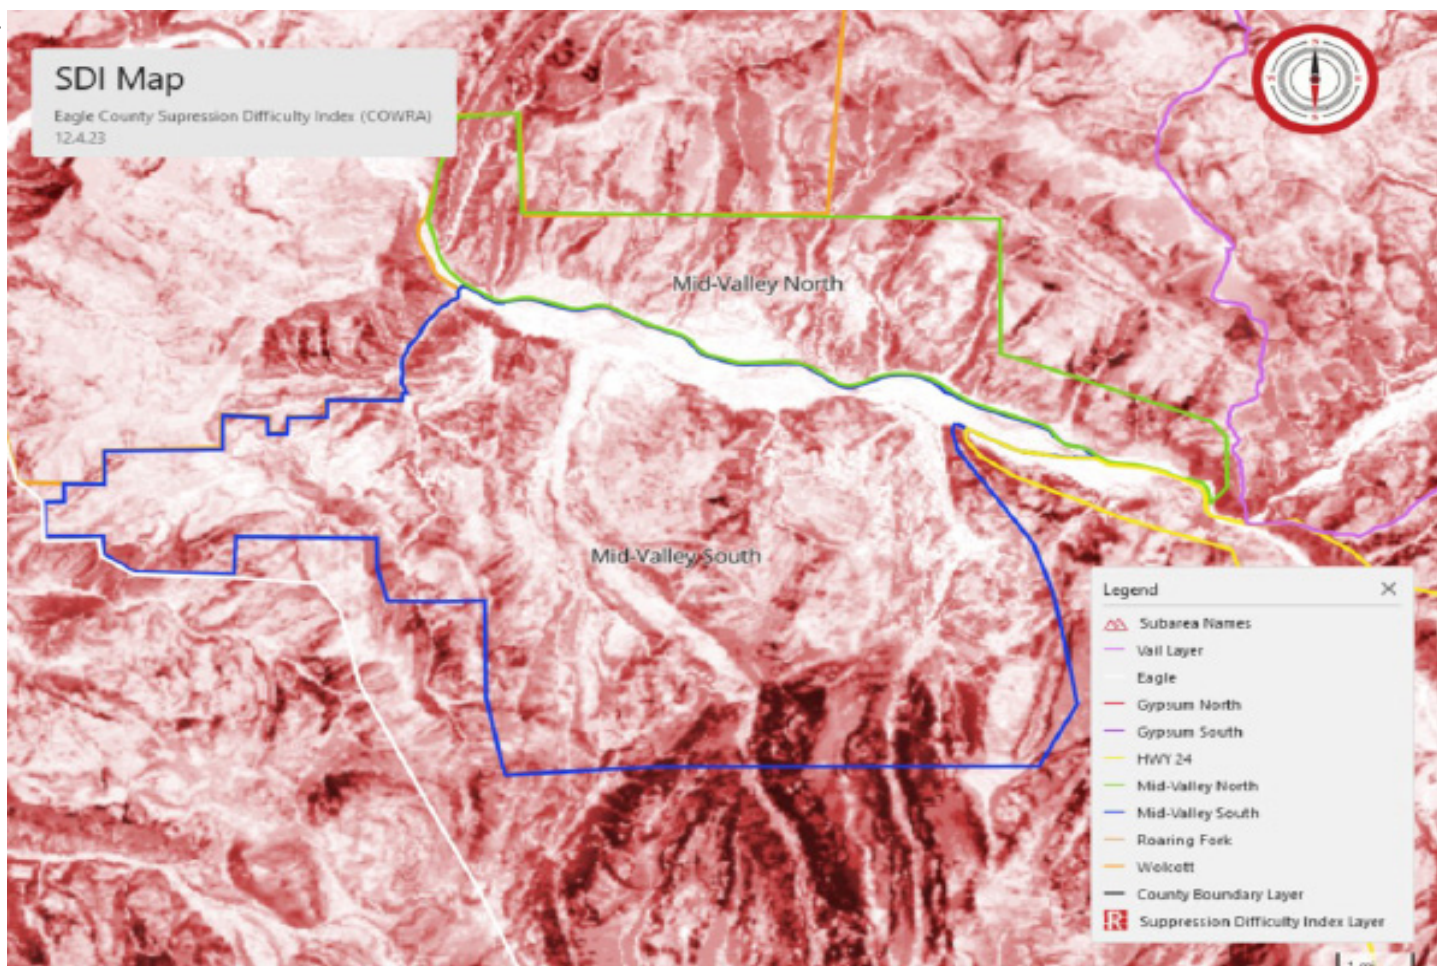 SDI Map
Eagle County Supression Difficulty Index (COWRA)
12.4.23
Mid-Valley North
Mid-Valley South
Legend
Subarea Names
Vail Layer
Eagle
Gypsum North
Gypsum South
HWY 24
Mid-Valley North
Mid-Valley South
Roaring Fork
Wolcott
County Boundary Layer
Suppression Difficulty Index Layer